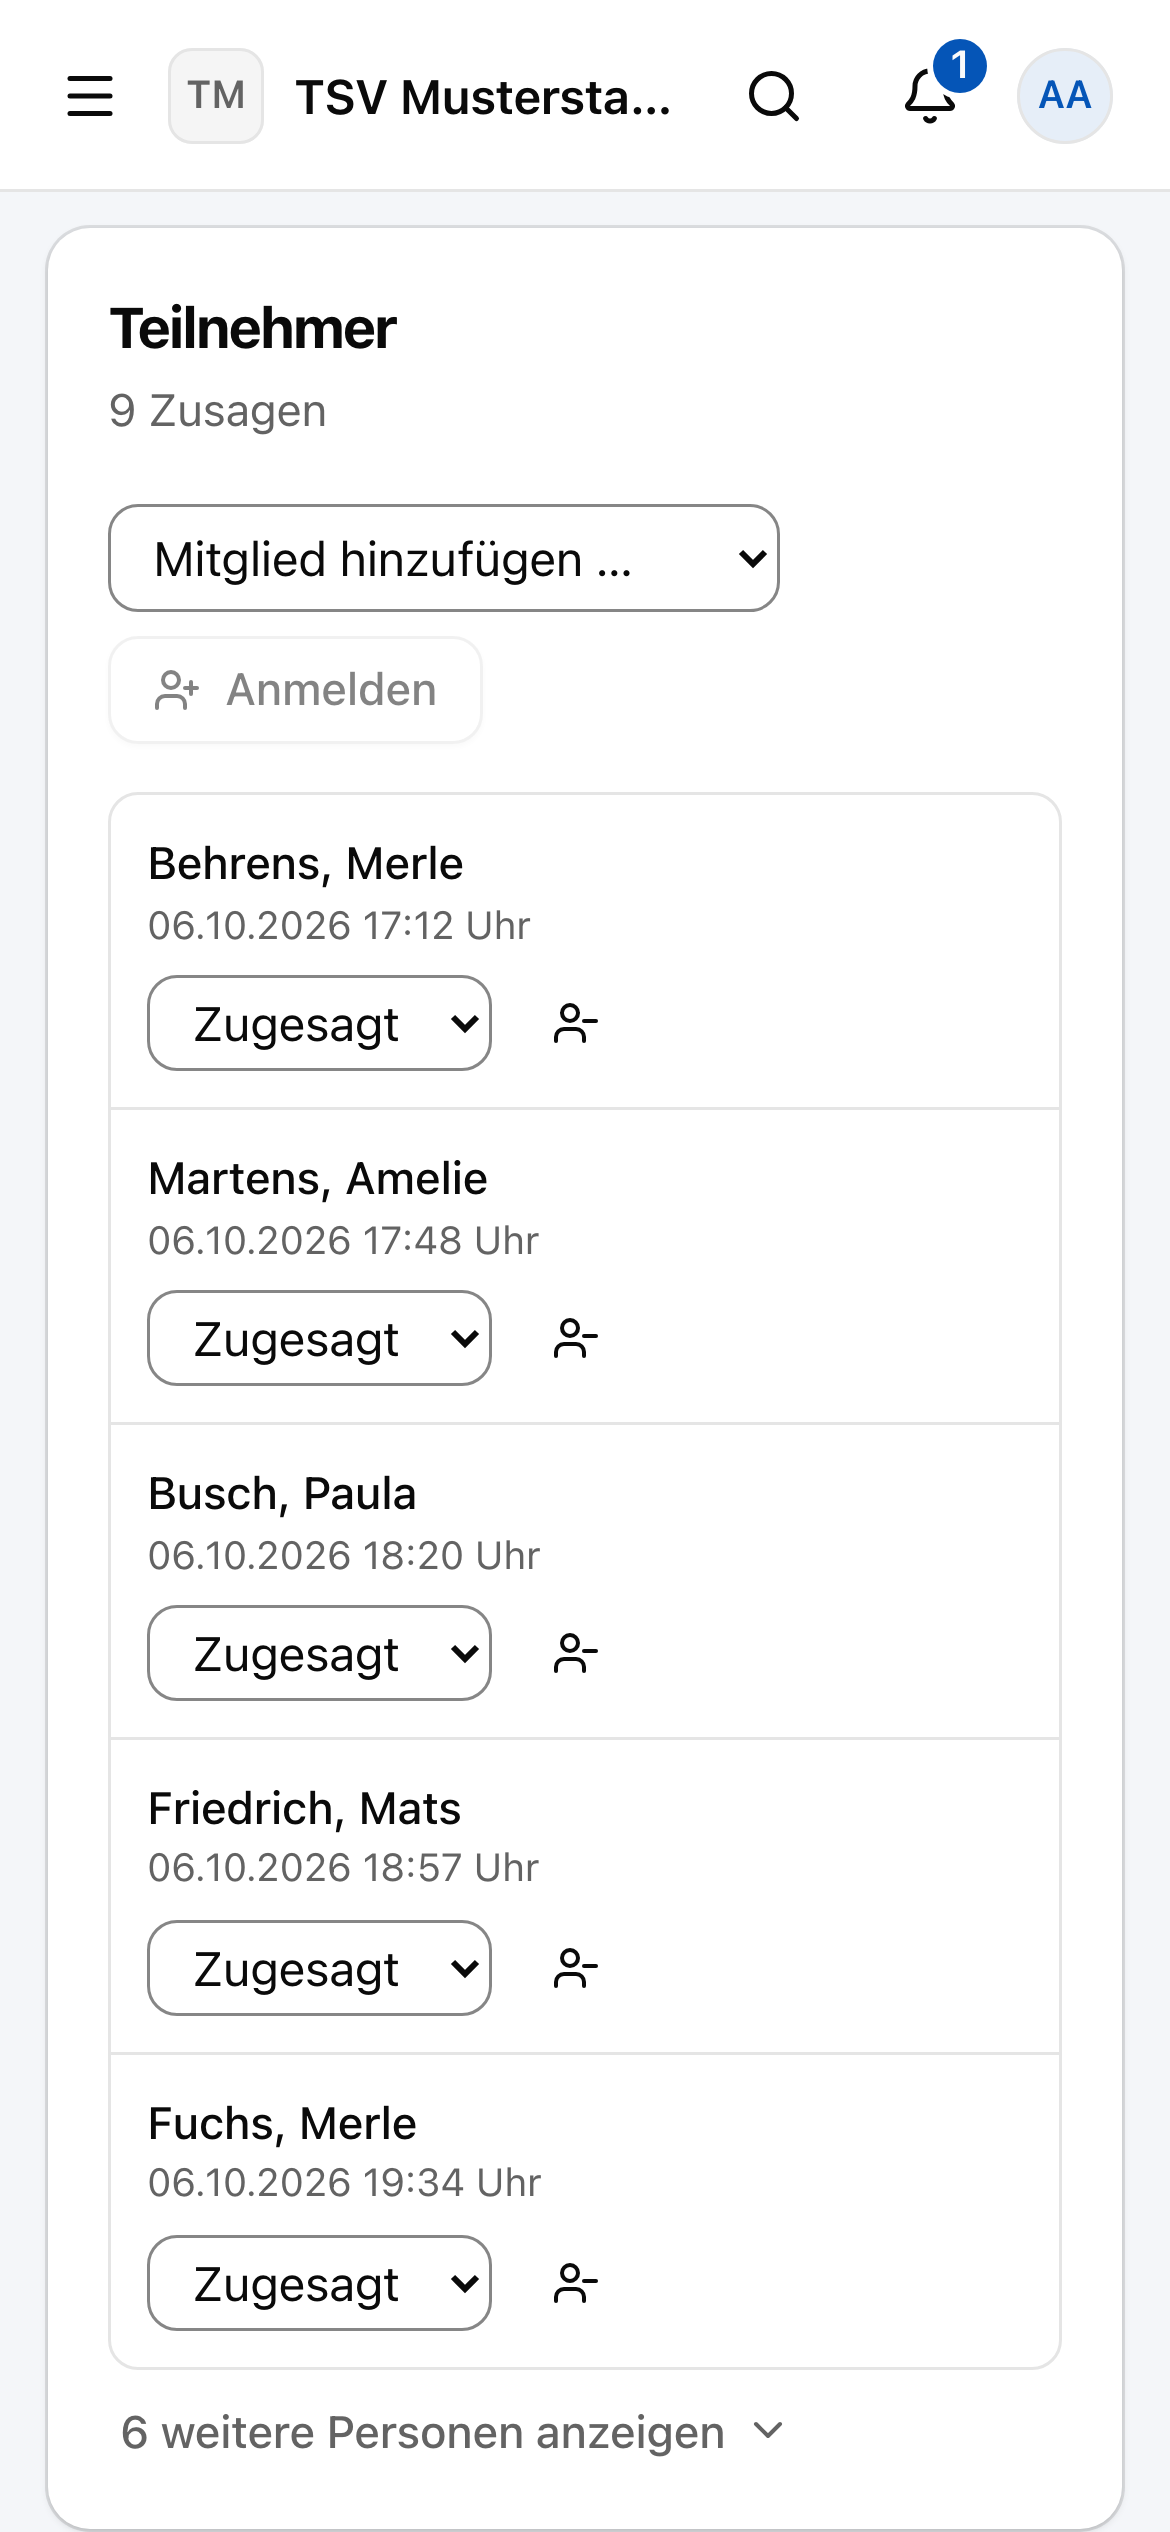 TM
TSV Mustersta...
1
AA
Teilnehmer
9 Zusagen
Mitglied hinzufügen ...
Anmelden
Behrens, Merle
06.10.2026 17:12 Uhr
Zugesagt
Martens, Amelie
06.10.2026 17:48 Uhr
Zugesagt
Busch, Paula
06.10.2026 18:20 Uhr
Zugesagt
Friedrich, Mats
06.10.2026 18:57 Uhr
Zugesagt
Fuchs, Merle
06.10.2026 19:34 Uhr
Zugesagt
6 weitere Personen anzeigen